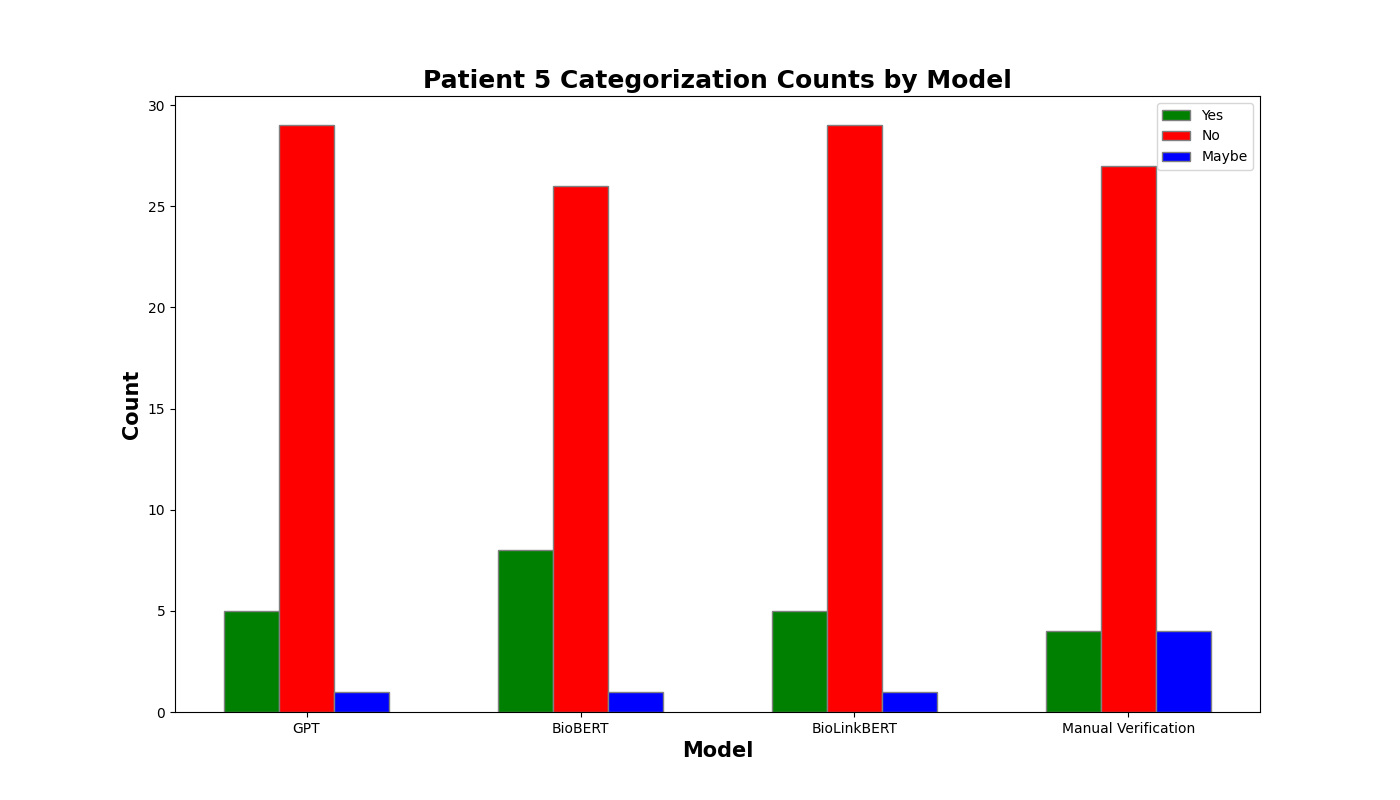 Patient 5 Categorization Counts by Model
Yes
No
Maybe
30
25
20
15
10
5
0
Count
GPT
BioBERT
BioLinkBERT
Manual Verification
Model